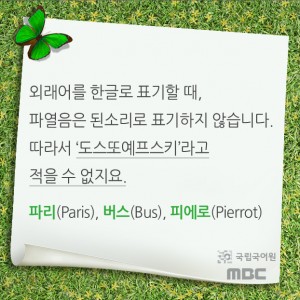 외래어를 한글로 표기할 때,
파열음은 된소리로 표기하지 않습니다.
따라서 ‘도스또예프스키’라고
적을 수 없지요.
파리(Paris), 버스(Bus), 피에로(Pierrot)
국립국어원
MBC